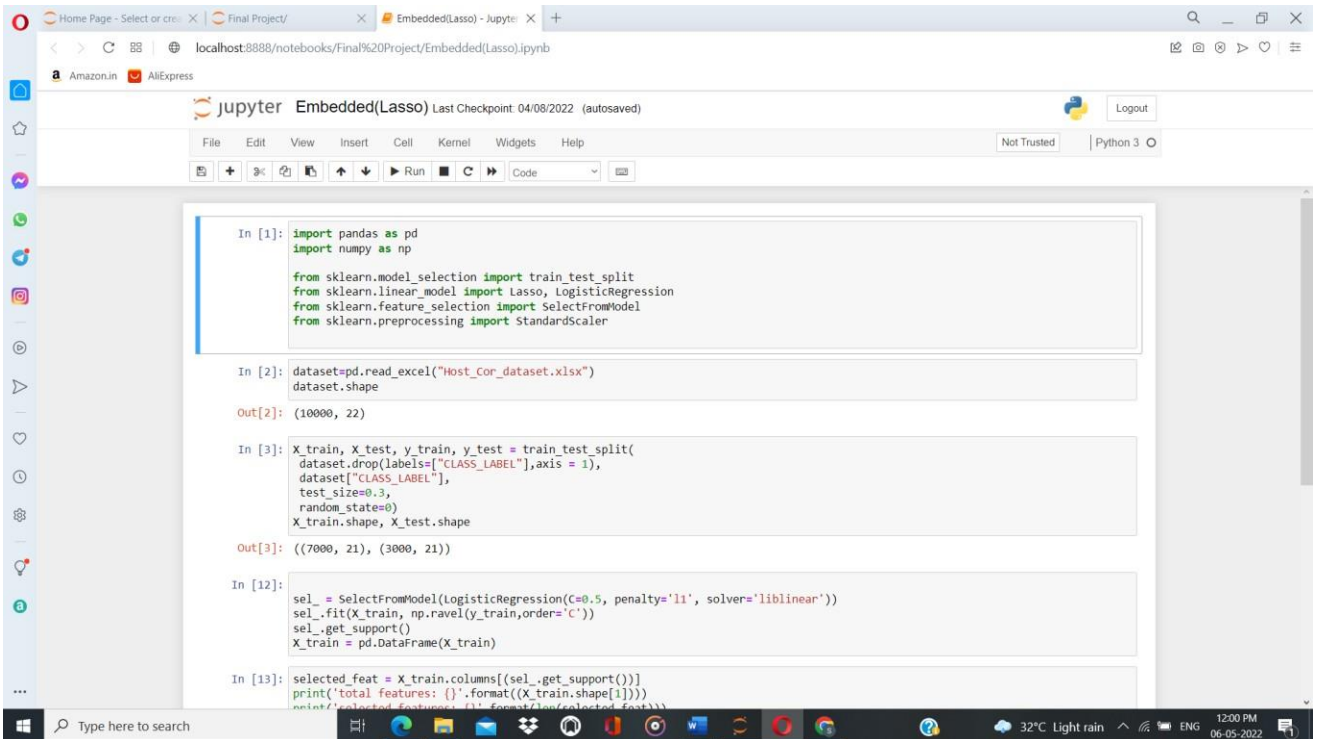 Home Page - Select or cre
Final Project/
Embedded(Lasso) - Jupyte
localhost:8888/notebooks/Final%20Project/Embedded(Lasso).ipynb
Amazon.in AliExpress
jupyter Embedded(Lasso) Last Checkpoint: 04/08/2022 (autosaved)
Logout
File Edit View Insert Cell Kernel Widgets Help
Not Trusted Python 3
Run Code
In [1]: import pandas as pd
import numpy as np
from sklearn.model_selection import train_test_split
from sklearn.linear_model import Lasso, LogisticRegression
from sklearn.feature_selection import SelectFromModel
from sklearn.preprocessing import StandardScaler
In [2]: dataset=pd.read_excel("Host_Cor_dataset.xlsx")
dataset.shape
Out[2]: (10000, 22)
In [3]: X_train, X_test, y_train, y_test = train_test_split(
dataset.drop(labels=["CLASS_LABEL"],axis = 1),
dataset["CLASS_LABEL"],
test_size=0.3,
random_state=0)
X_train.shape, X_test.shape
Out[3]: ((7000, 21), (3000, 21))
In [12]:
sel_ = SelectFromModel(LogisticRegression(C=0.5, penalty='l1', solver='liblinear'))
sel_.fit(X_train, np.ravel(y_train,order='C'))
sel_.get_support()
X_train = pd.DataFrame(X_train)
In [13]: selected_feat = X_train.columns[(sel_.get_support())]
print('total features: {}'.format((X_train.shape[1])))
print('selected features: {}'.format(len(selected_feat)))
Type here to search
32°C Light rain ENG
12:00 PM
06-05-2022